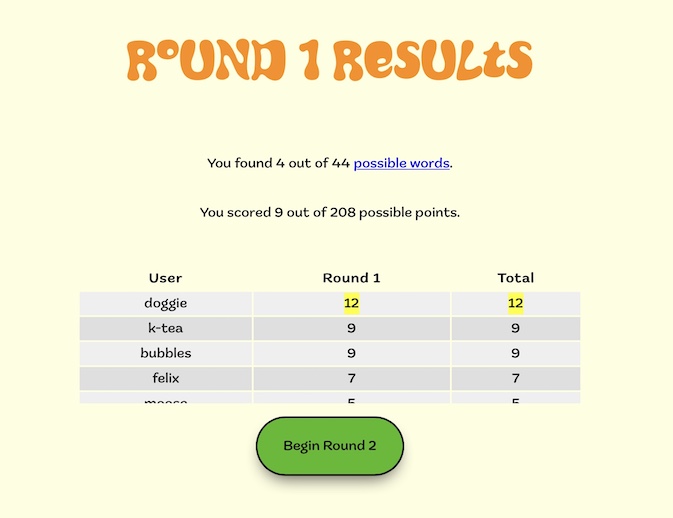 Round 1 Results
You found 4 out of 44 possible words.
You scored 9 out of 208 possible points.
User Round 1 Total
doggie 12 12
k-tea 9 9
bubbles 9 9
felix 7 7
Begin Round 2